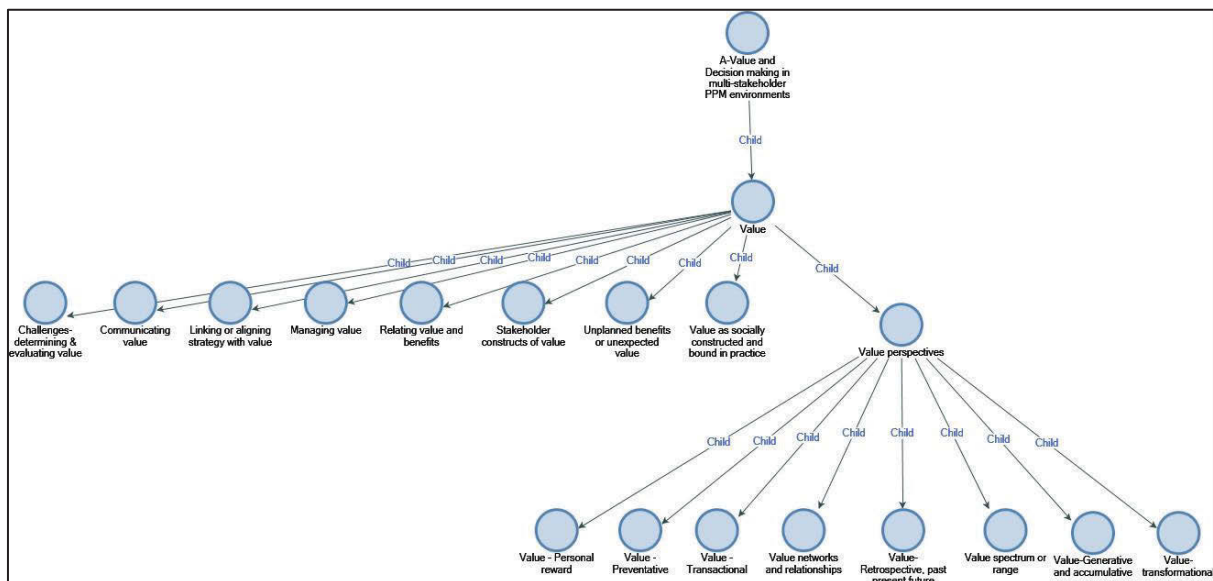 A-Value and
Decision making in
multi-stakeholder
PPM environments
Child
Value
Child
Child
Child
Child
Child
Child
Child
Child
Child
Challenges-
determining &
evaluating value
Communicating
value
Linking or aligning
strategy with value
Managing value
Relating value and
benefits
Stakeholder
constructs of value
Unplanned benefits
or unexpected
value
Value as socially
constructed and
bound in practice
Value perspectives
Child
Child
Child
Child
Child
Child
Child
Child
Value - Personal
reward
Value -
Preventative
Value -
Transactional
Value networks
and relationships
Value-
Retrospective, past
present future
Value spectrum or
range
Value-Generative
and accumulative
Value-
transformational